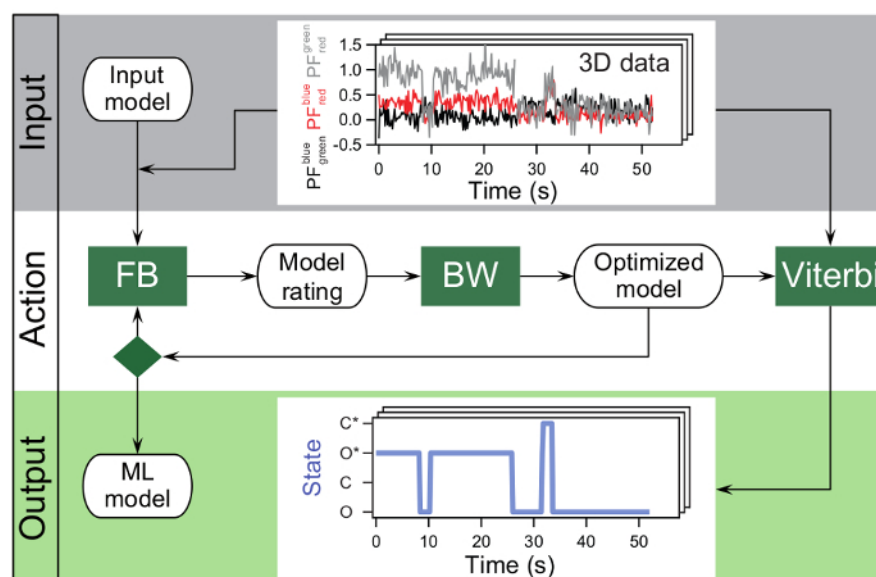 Input
Input
model
PF blue green
PF blue red
PF green red
1.5
1.0
0.5
0.0
-0.5
3D data
0 10 20 30 40 50
Time (s)
Action
FB
Model
rating
BW
Optimized
model
Viterbi
Output
ML
model
State
C*
O*
C
O
0 10 20 30 40 50
Time (s)